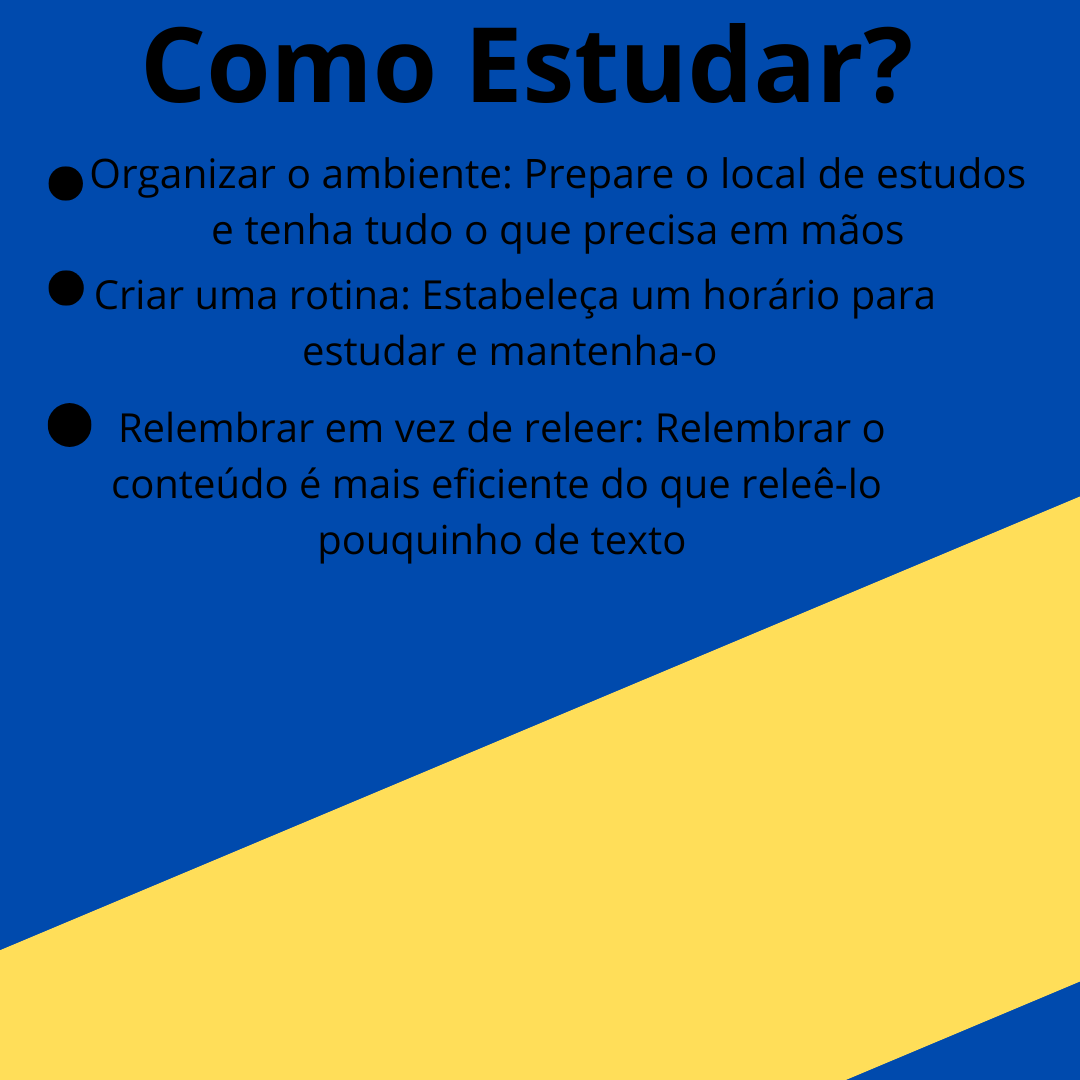 Como Estudar?
Organizar o ambiente: Prepare o local de estudos
e tenha tudo o que precisa em mãos
Criar uma rotina: Estabeleça um horário para
estudar e mantenha-o
Relembrar em vez de releer: Relembrar o
conteúdo é mais eficiente do que releê-lo
pouquinho de texto